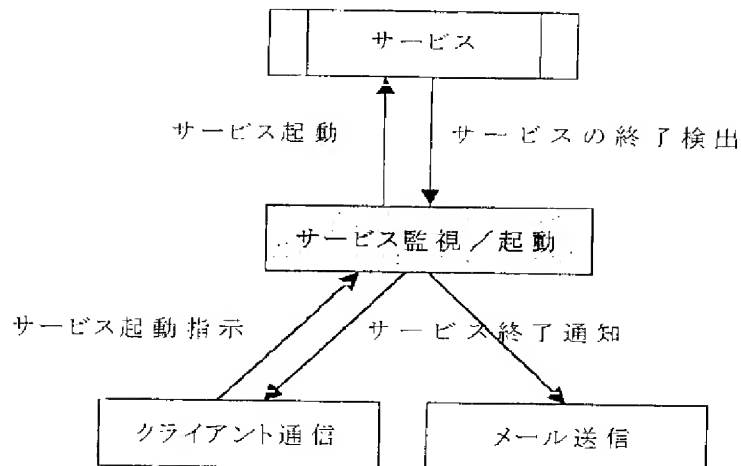 サービス
サービス起動
サービスの終了検出
サービス監視／起動
サービス起動指示
サービス終了通知
クライアント通信
メール送信